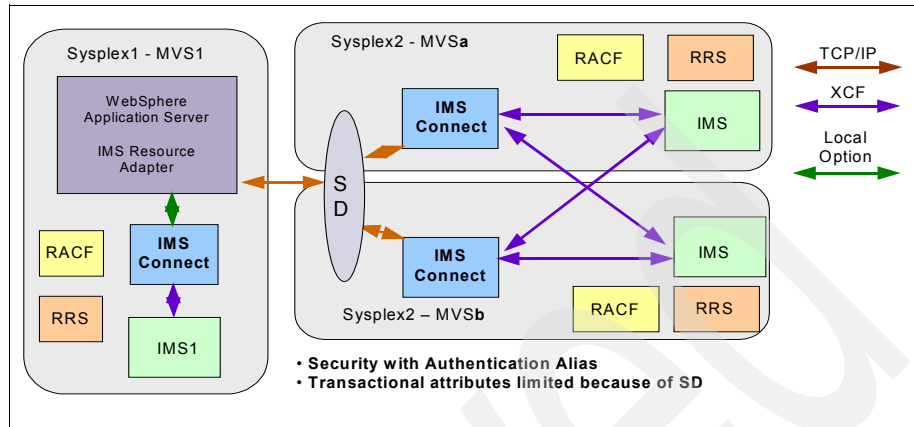 Sysplex1 - MVS1
WebSphere
Application Server
IMS Resource
Adapter
RACF
IMS
Connect
RRS
IMS1
S
D
Sysplex2 - MVSa
RACF
RRS
IMS
Connect
IMS
IMS
Connect
IMS
RACF
RRS
Sysplex2 – MVSb
TCP/IP
XCF
Local
Option
• Security with Authentication Alias
• Transactional attributes limited because of SD